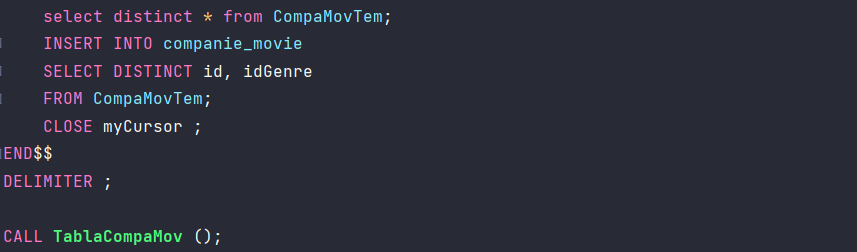 select distinct * from CompaMovTem;
INSERT INTO companie_movie
SELECT DISTINCT id, idGenre
FROM CompaMovTem;
CLOSE myCursor ;
END$$
DELIMITER ;
CALL TablaCompaMov ();